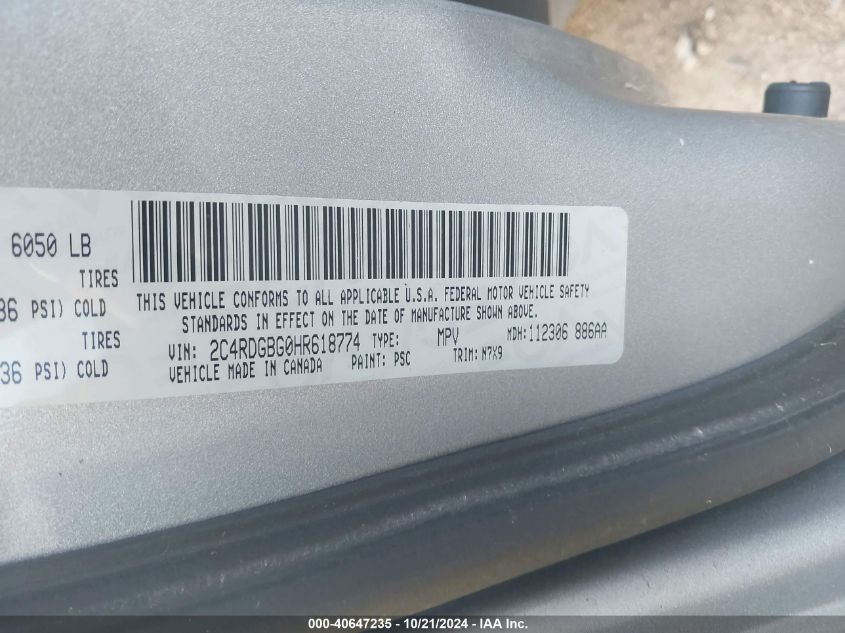 6050 LB
TIRES
36 PSI) COLD
TIRES
36 PSI) COLD
THIS VEHICLE CONFORMS TO ALL APPLICABLE U.S.A. FEDERAL MOTOR VEHICLE SAFETY
STANDARDS IN EFFECT ON THE DATE OF MANUFACTURE SHOWN ABOVE.
VIN: 2C4RDGBG0HR618774 TYPE: MPV MDH: 112306 886AA
VEHICLE MADE IN CANADA PAINT: PSC TRIM: N7X9
000-40647235 - 10/21/2024 - IAA Inc.